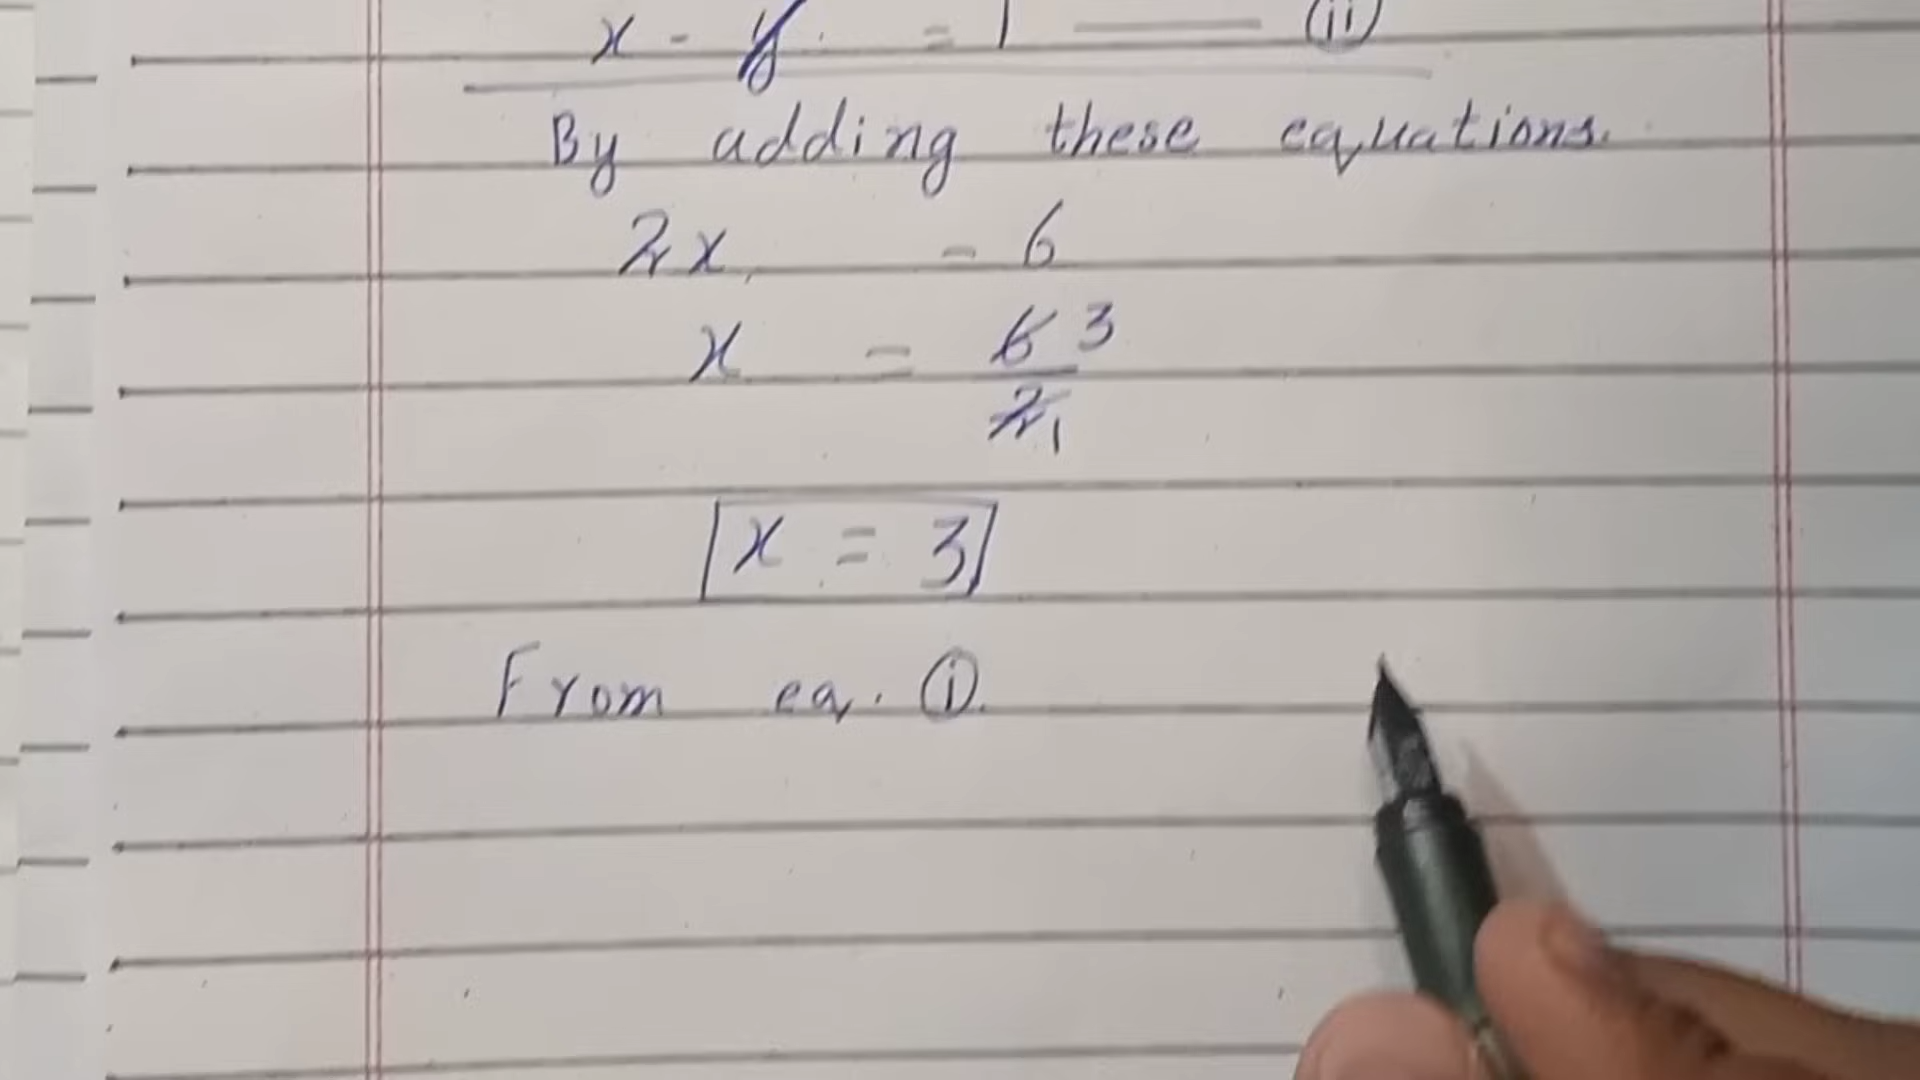 x - y = 1 —— (ii)
By adding these equations.
2x = 6
x = 6 3
2 1
x = 3
From eq. (i).